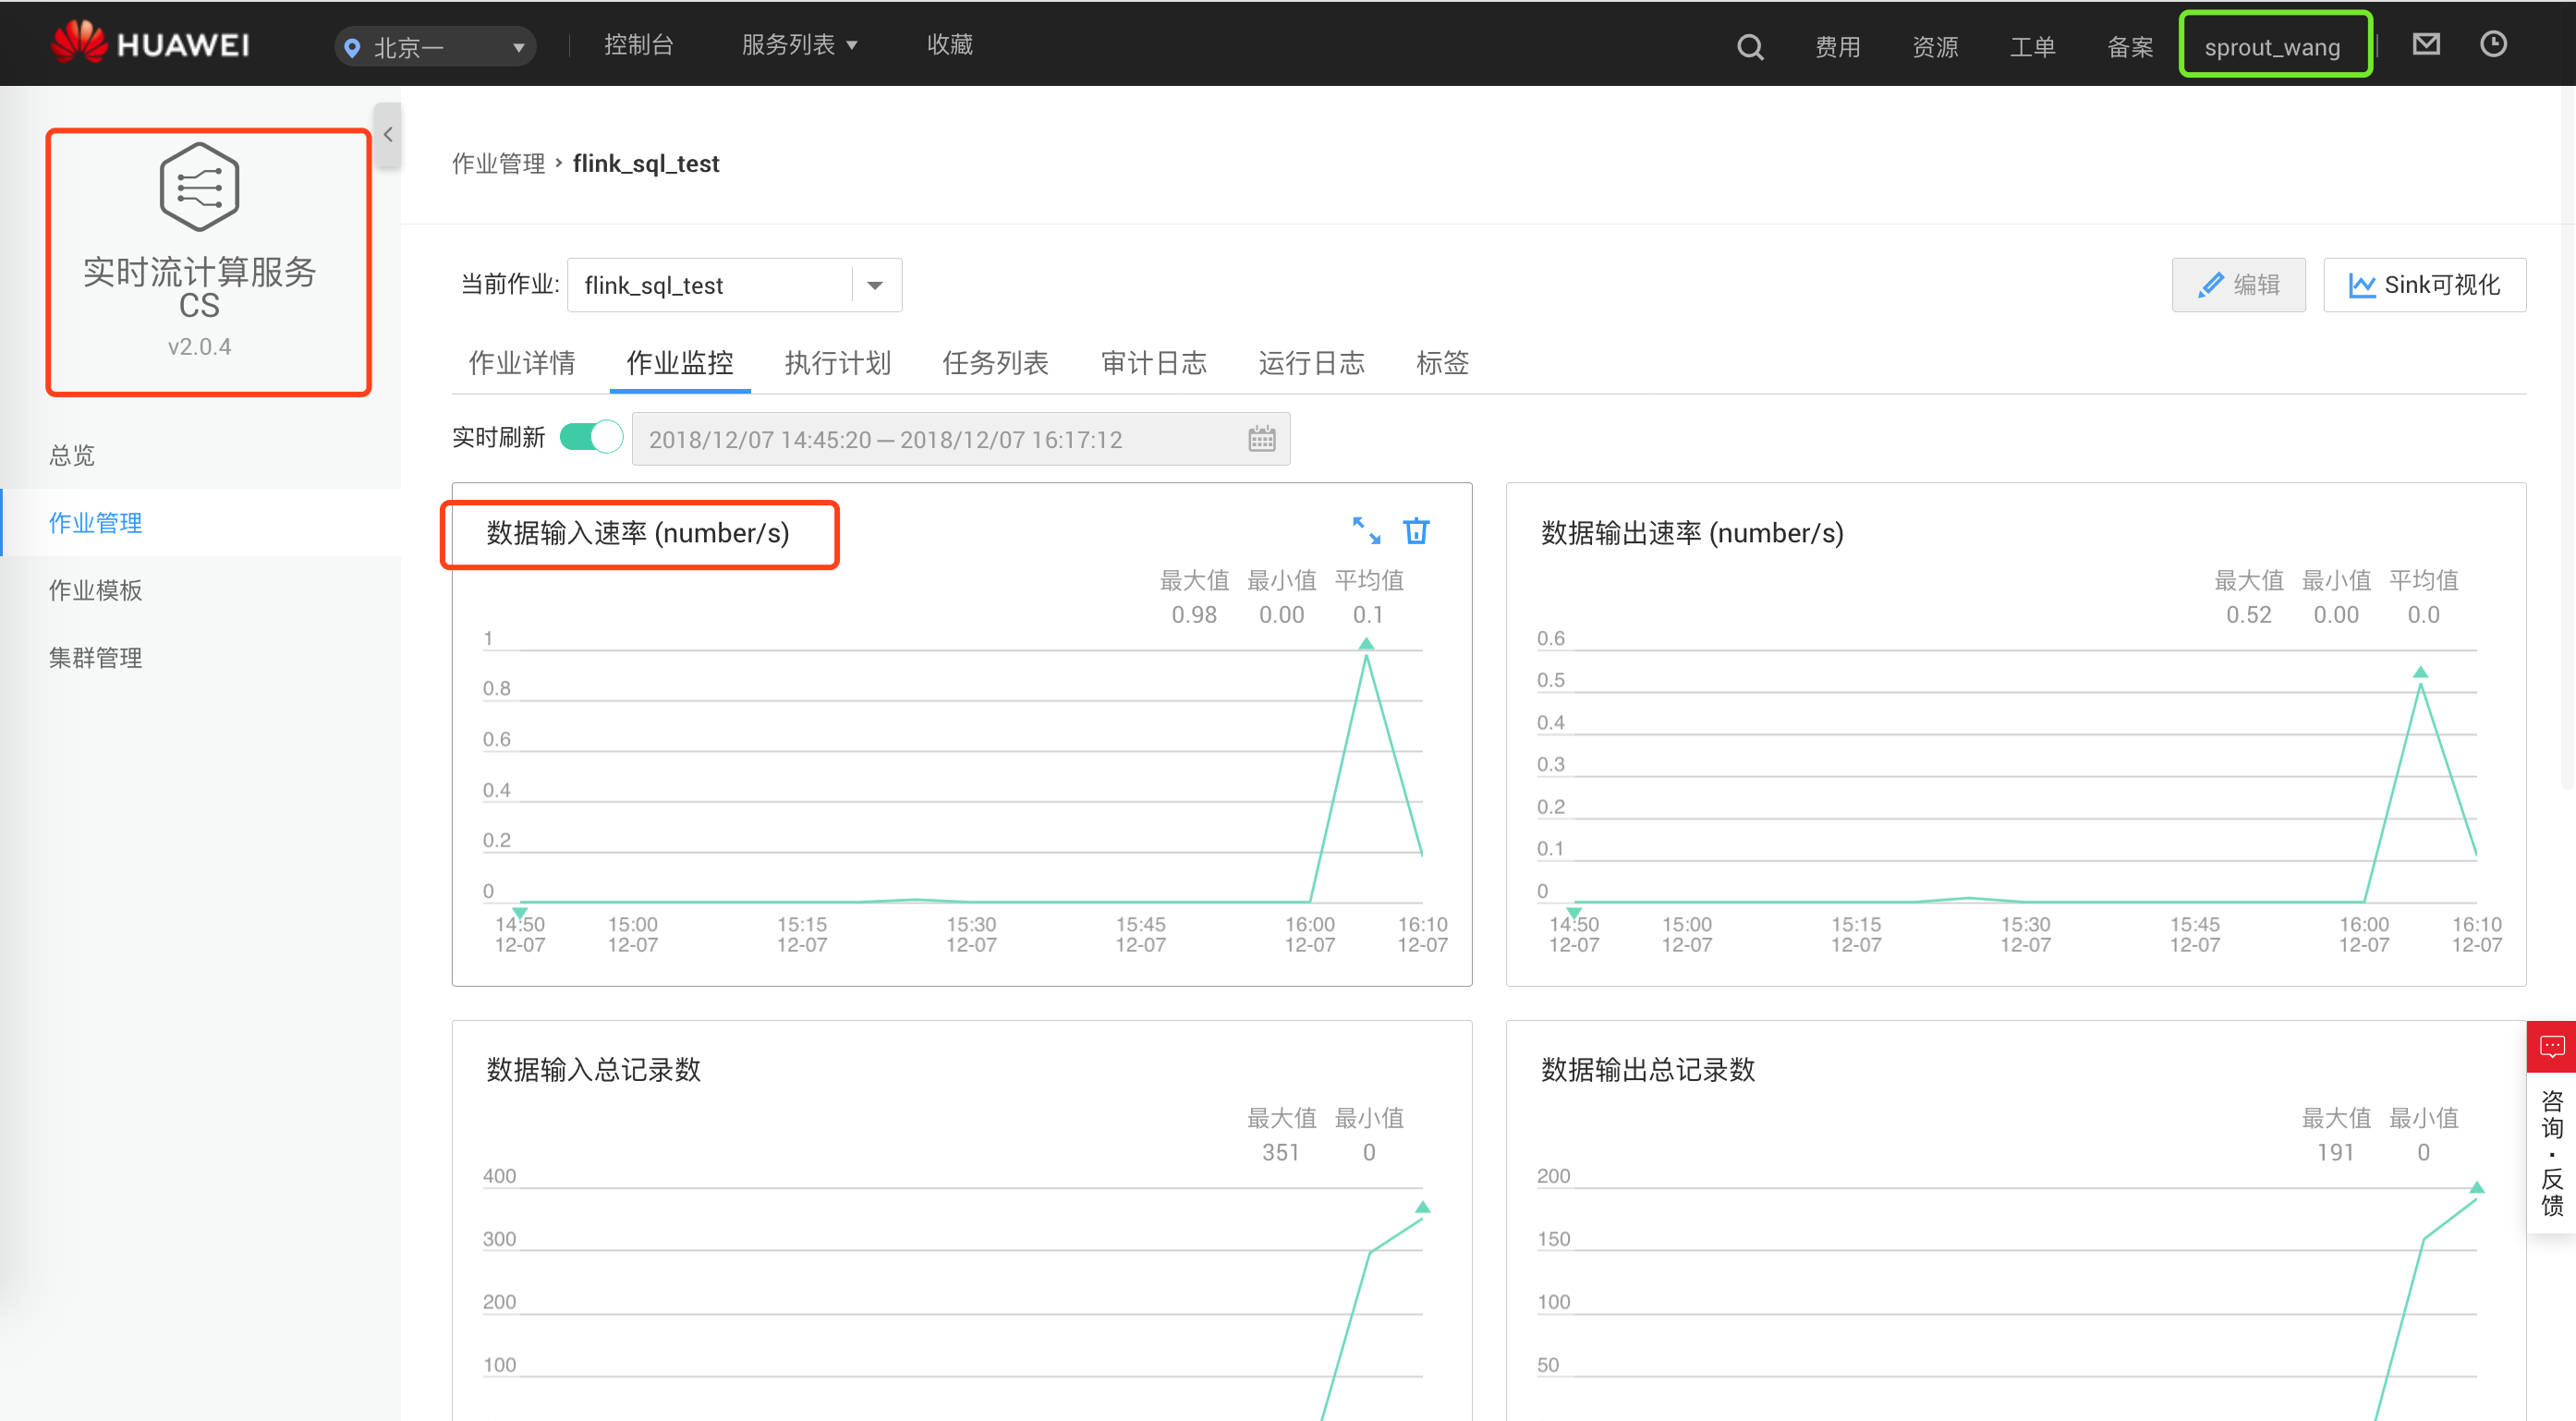 HUAWEI 北京一 控制台 服务列表 收藏 费用 资源 工单 备案 sprout_wang
实时流计算服务
CS
v2.0.4
总览
作业管理
作业模板
集群管理
作业管理 › flink_sql_test
当前作业: flink_sql_test 编辑 Sink可视化
作业详情 作业监控 执行计划 任务列表 审计日志 运行日志 标签
实时刷新 2018/12/07 14:45:20 — 2018/12/07 16:17:12
数据输入速率 (number/s)
最大值 最小值 平均值
0.98 0.00 0.1
1
0.8
0.6
0.4
0.2
0
14:50 15:00 15:15 15:30 15:45 16:00 16:10
12-07 12-07 12-07 12-07 12-07 12-07 12-07
数据输出速率 (number/s)
最大值 最小值 平均值
0.52 0.00 0.0
0.6
0.5
0.4
0.3
0.2
0.1
0
14:50 15:00 15:15 15:30 15:45 16:00 16:10
12-07 12-07 12-07 12-07 12-07 12-07 12-07
数据输入总记录数
最大值 最小值
351 0
400
300
200
100
数据输出总记录数
最大值 最小值
191 0
200
150
100
50
咨询·反馈